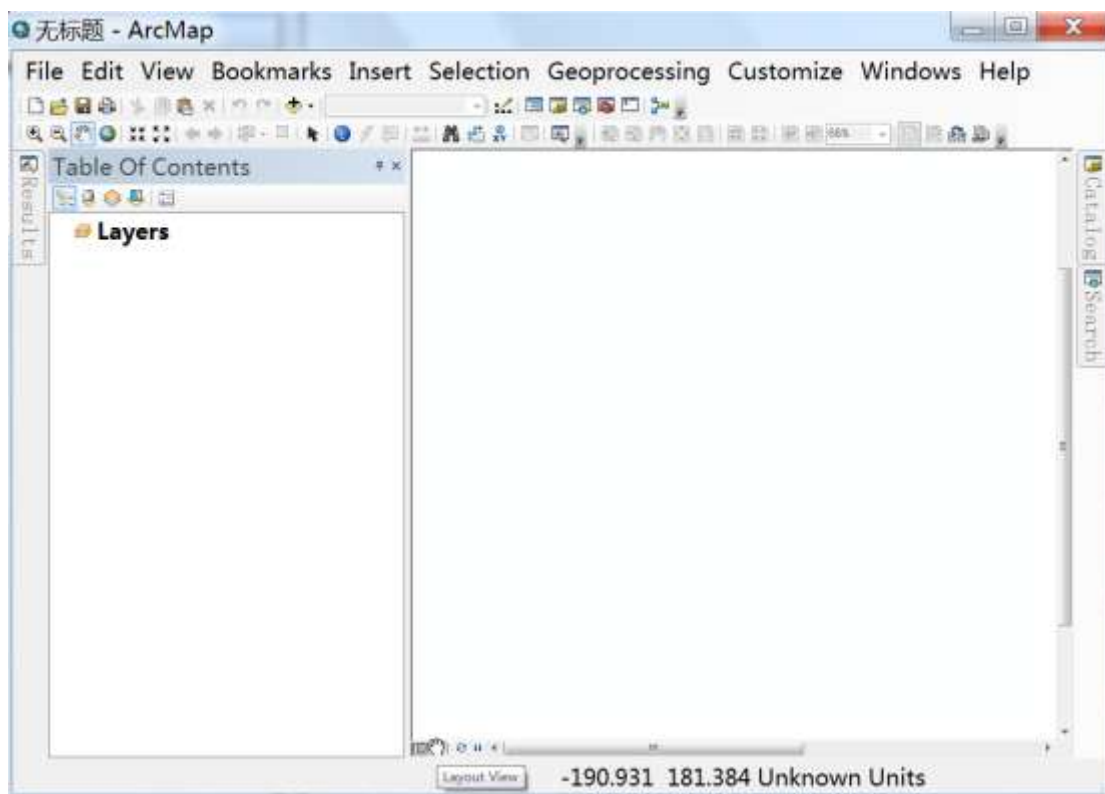 无标题 - ArcMap
File Edit View Bookmarks Insert Selection Geoprocessing Customize Windows Help
66%
Results
Table Of Contents
Layers
Catalog
Search
Layout View
-190.931 181.384 Unknown Units